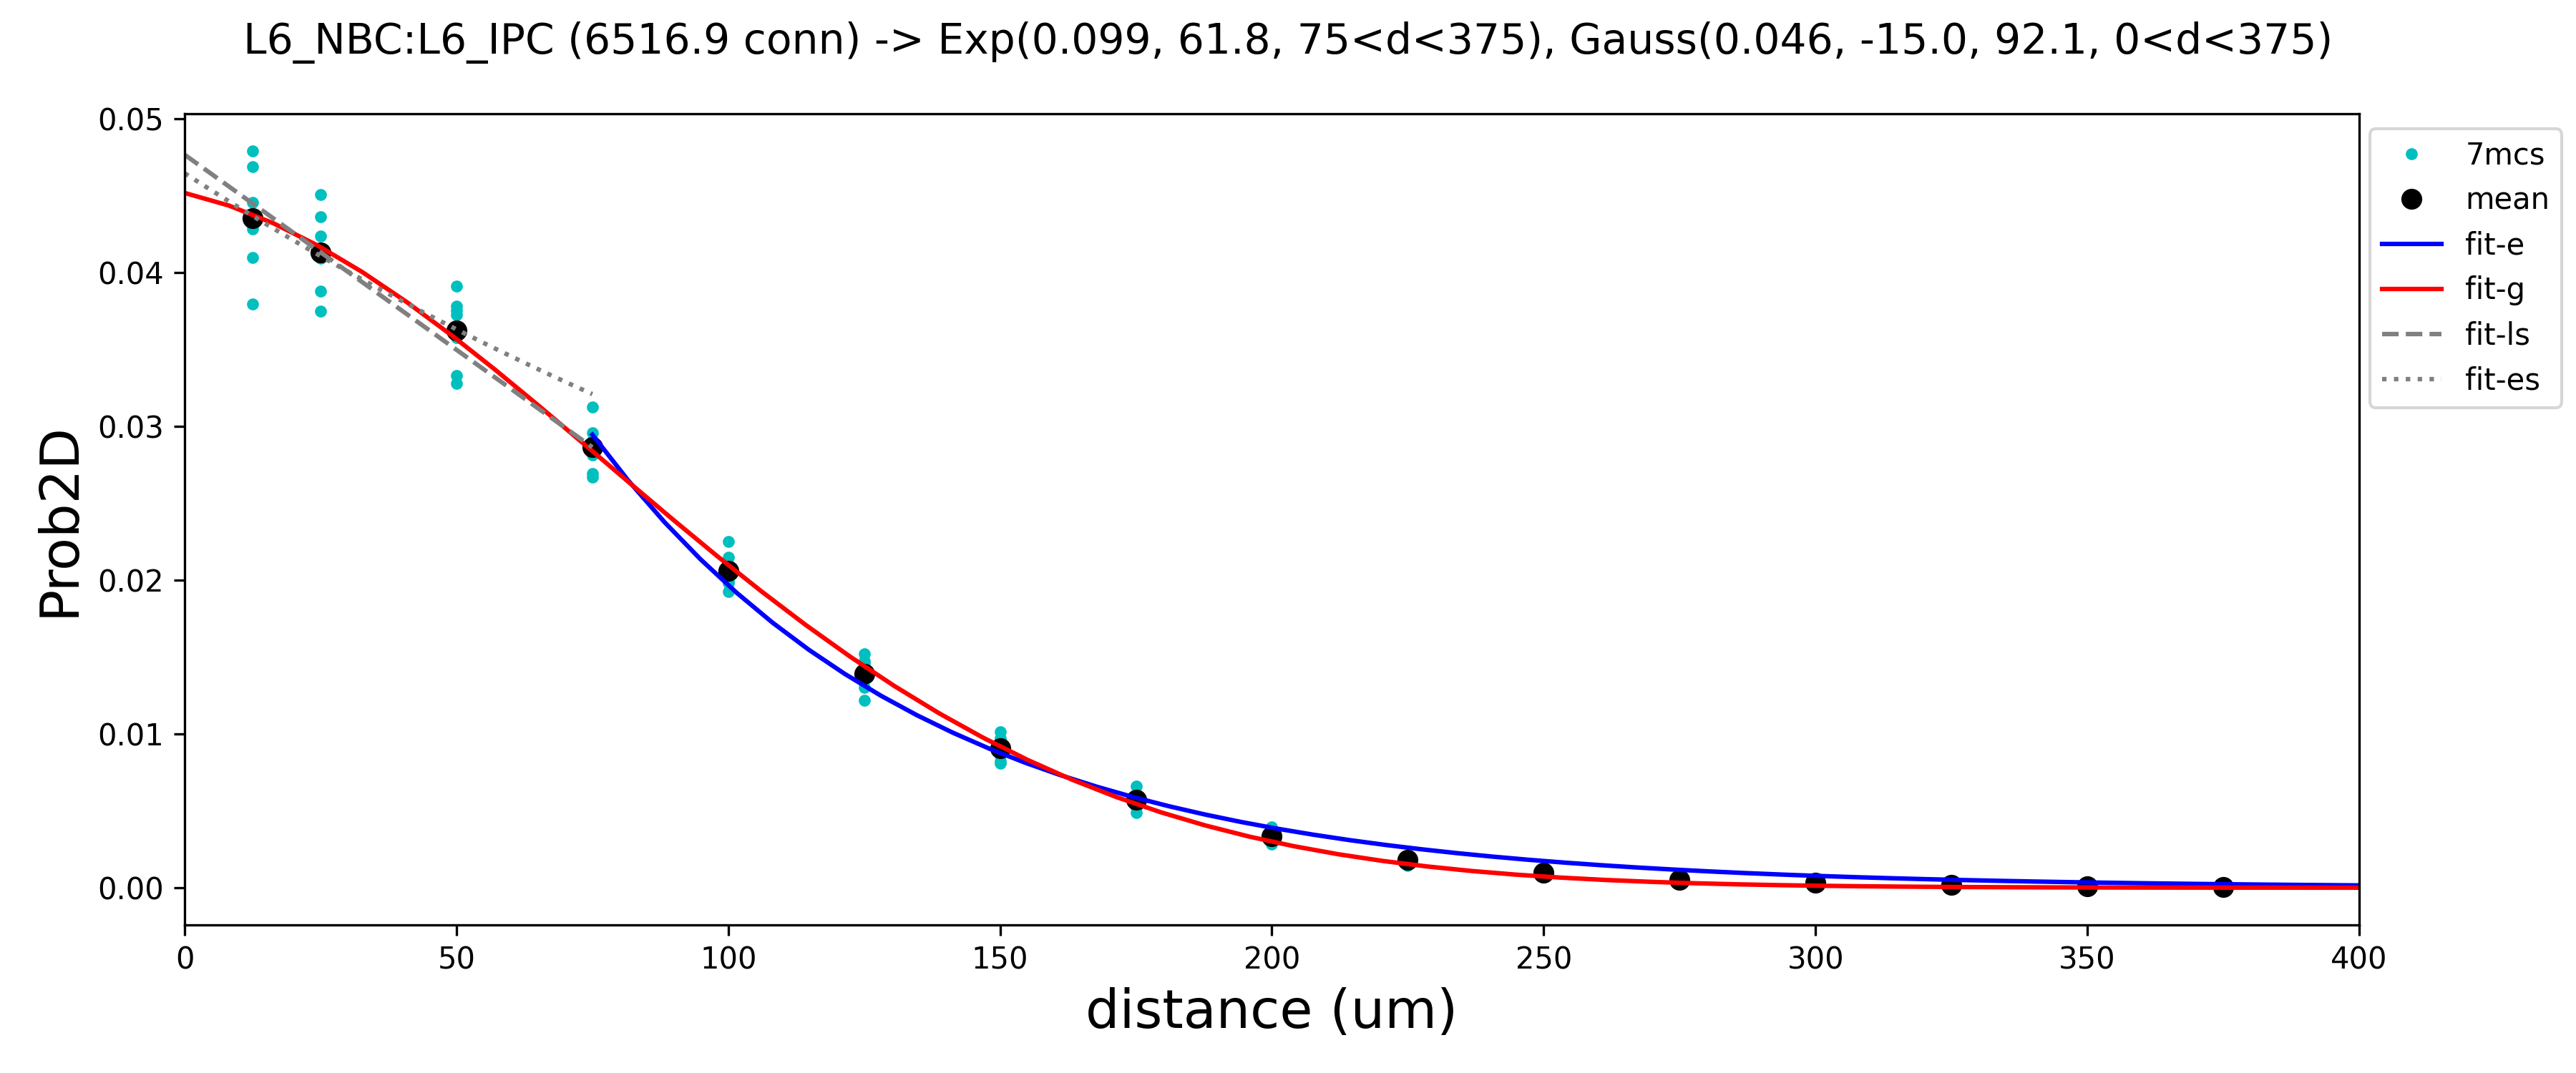 L6_NBC:L6_IPC (6516.9 conn) -> Exp(0.099, 61.8, 75<d<375), Gauss(0.046, -15.0, 92.1, 0<d<375)
0.05
0.04
0.03
0.02
0.01
0.00
Prob2D
0 50 100 150 200 250 300 350 400
distance (um)
7mcs
mean
fit-e
fit-g
fit-ls
fit-es